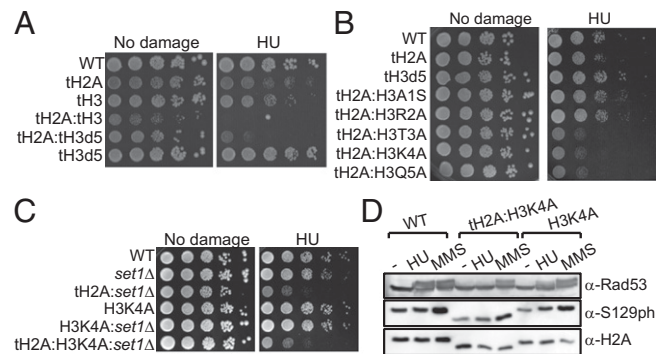 A
No damage HU
WT
tH2A
tH3
tH2A:tH3
tH2A:tH3d5
tH3d5
B
No damage HU
WT
tH2A
tH3d5
tH2A:H3A1S
tH2A:H3R2A
tH2A:H3T3A
tH2A:H3K4A
tH2A:H3Q5A
C
No damage HU
WT
set1Δ
tH2A:set1Δ
H3K4A
H3K4A:set1Δ
tH2A:H3K4A:set1Δ
D
WT tH2A:H3K4A H3K4A
- HU MMS - HU MMS - HU MMS
α-Rad53
α-S129ph
α-H2A